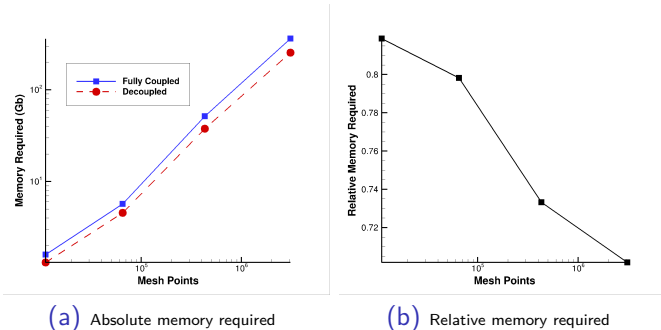 Memory Required (Gb)
10²
10¹
Fully Coupled
Decoupled
10⁵
10⁶
Mesh Points
(a) Absolute memory required
Relative Memory Required
0.8
0.78
0.76
0.74
0.72
10⁵
10⁶
Mesh Points
(b) Relative memory required